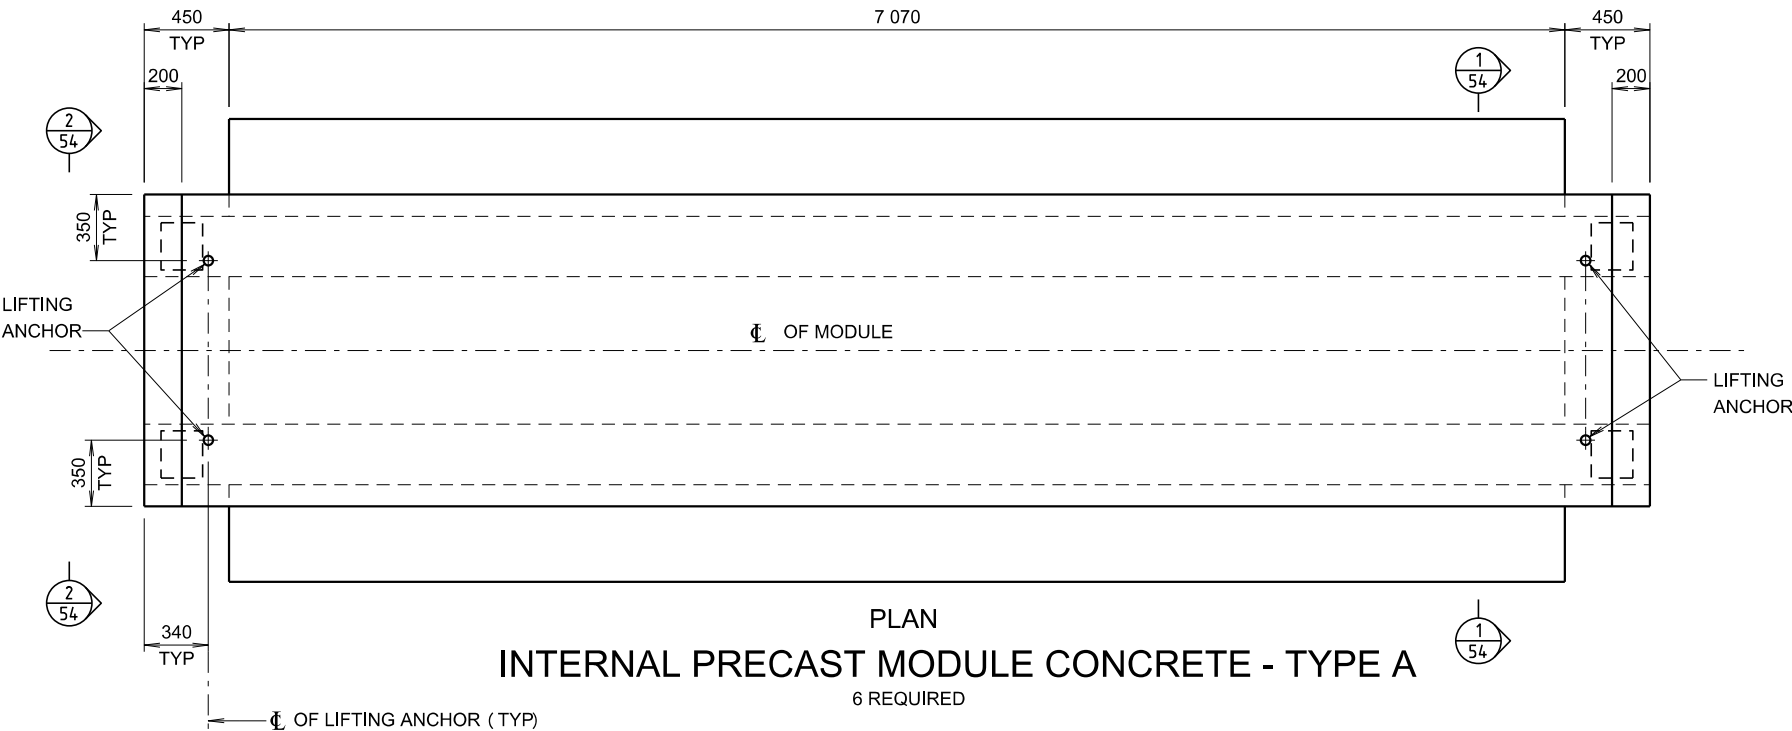 450
TYP
7 070
450
TYP
200
200
1
54
2
54
350
TYP
LIFTING
ANCHOR
℄ OF MODULE
LIFTING
ANCHOR
350
TYP
2
54
1
54
340
TYP
PLAN
INTERNAL PRECAST MODULE CONCRETE - TYPE A
6 REQUIRED
℄ OF LIFTING ANCHOR ( TYP)